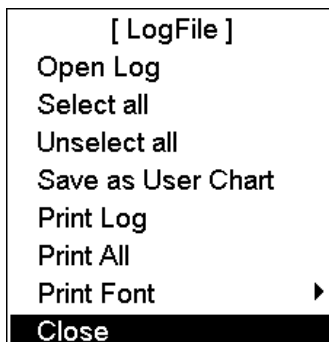 [ LogFile ]
Open Log
Select all
Unselect all
Save as User Chart
Print Log
Print All
Print Font
Close